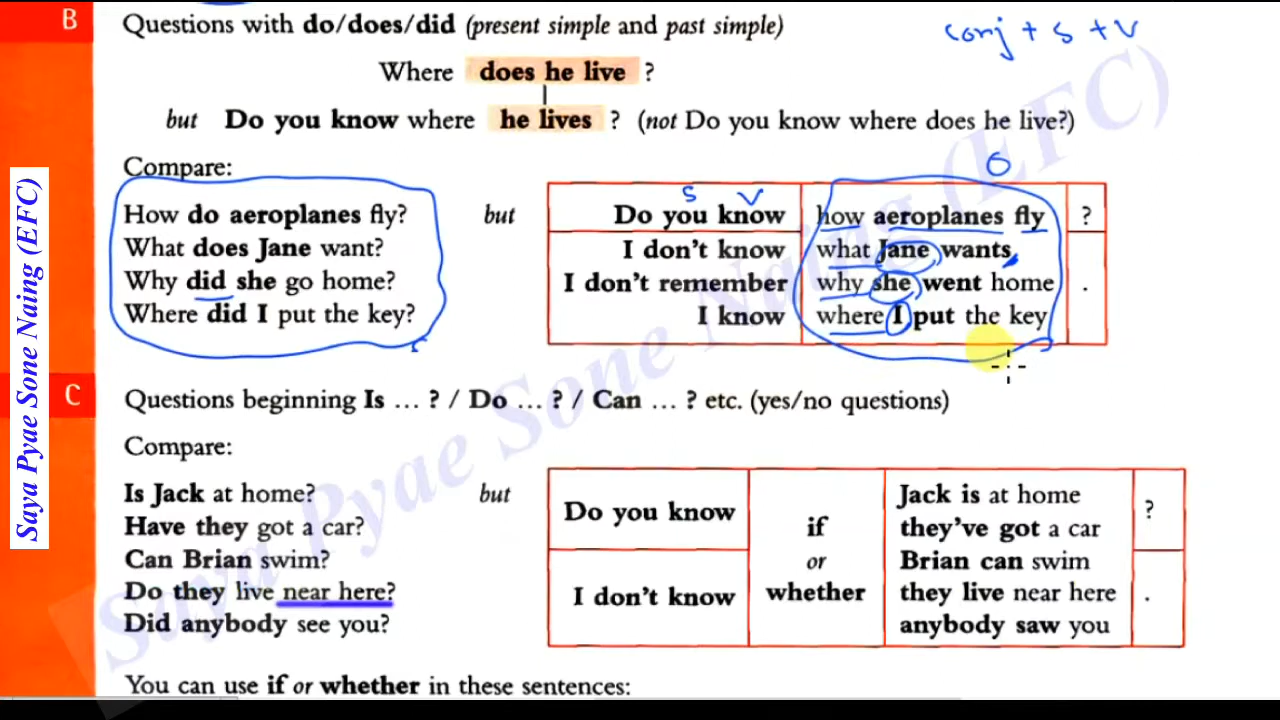 B
Questions with do/does/did (present simple and past simple)
conj + s + v
Where does he live ?
but Do you know where he lives ? (not Do you know where does he live?)
Compare:
O
S V
How do aeroplanes fly? but Do you know how aeroplanes fly ?
What does Jane want? I don't know what Jane wants
Why did she go home? I don't remember why she went home .
Where did I put the key? I know where I put the key
C
Questions beginning Is ... ? / Do ... ? / Can ... ? etc. (yes/no questions)
Compare:
Is Jack at home? but Do you know Jack is at home ?
Have they got a car? if they've got a car
Can Brian swim? or Brian can swim
Do they live near here? I don't know whether they live near here .
Did anybody see you? anybody saw you
You can use if or whether in these sentences:
Saya Pyae Sone Naing (EFC)
Saya Pyae Sone Naing (EFC)